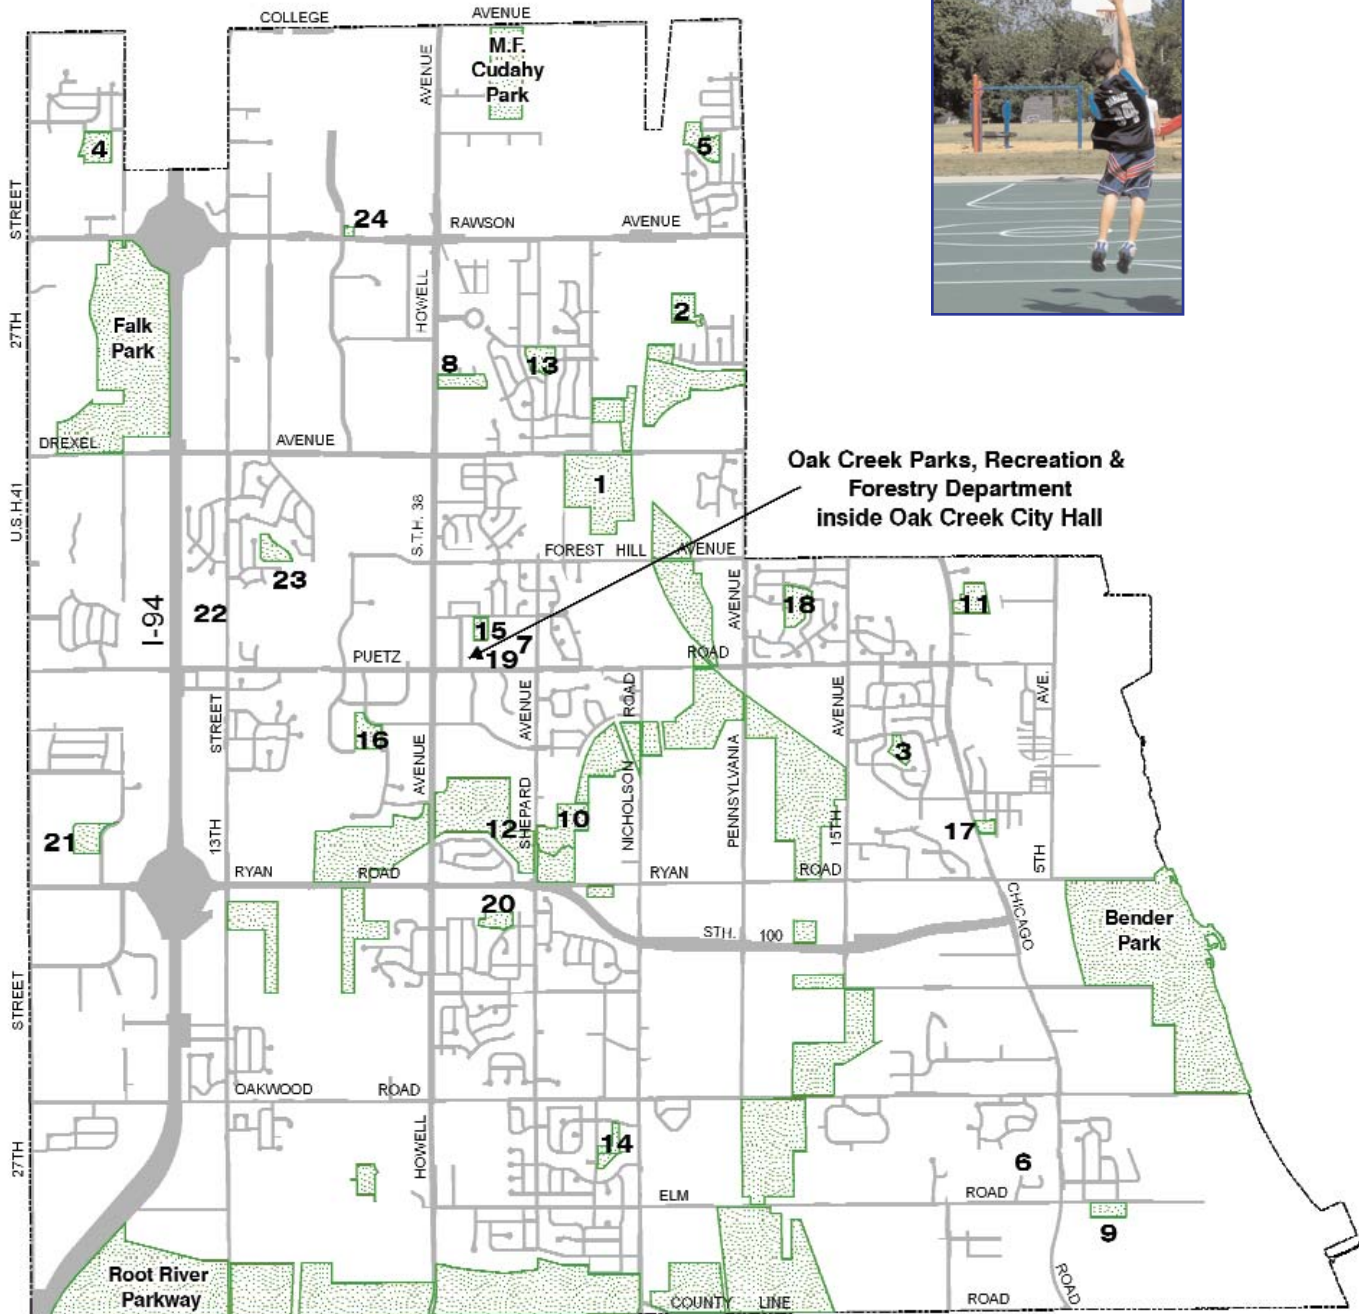 COLLEGE
AVENUE
M.F.
Cudahy
Park
AVENUE
4
5
STREET
24
RAWSON
AVENUE
2
27TH
Falk
Park
HOWELL
8
13
DREXEL
AVENUE
Oak Creek Parks, Recreation &
Forestry Department
inside Oak Creek City Hall
1
U.S.H.41
S.T.H. 38
FOREST HILL
AVENUE
23
22
I-94
15
7
19
PUETZ
ROAD
AVENUE
18
11
STREET
16
AVENUE
AVENUE
ROAD
AVENUE
AVE.
3
21
13TH
12
SHEPARD
10
NICHOLSON
PENNSYLVANIA
15TH
17
5TH
RYAN
ROAD
RYAN
ROAD
20
STH.
100
CHICAGO
Bender
Park
STREET
OAKWOOD
ROAD
27TH
HOWELL
14
6
ELM
ROAD
9
Root River
Parkway
COUNTY
LINE
ROAD
ROAD